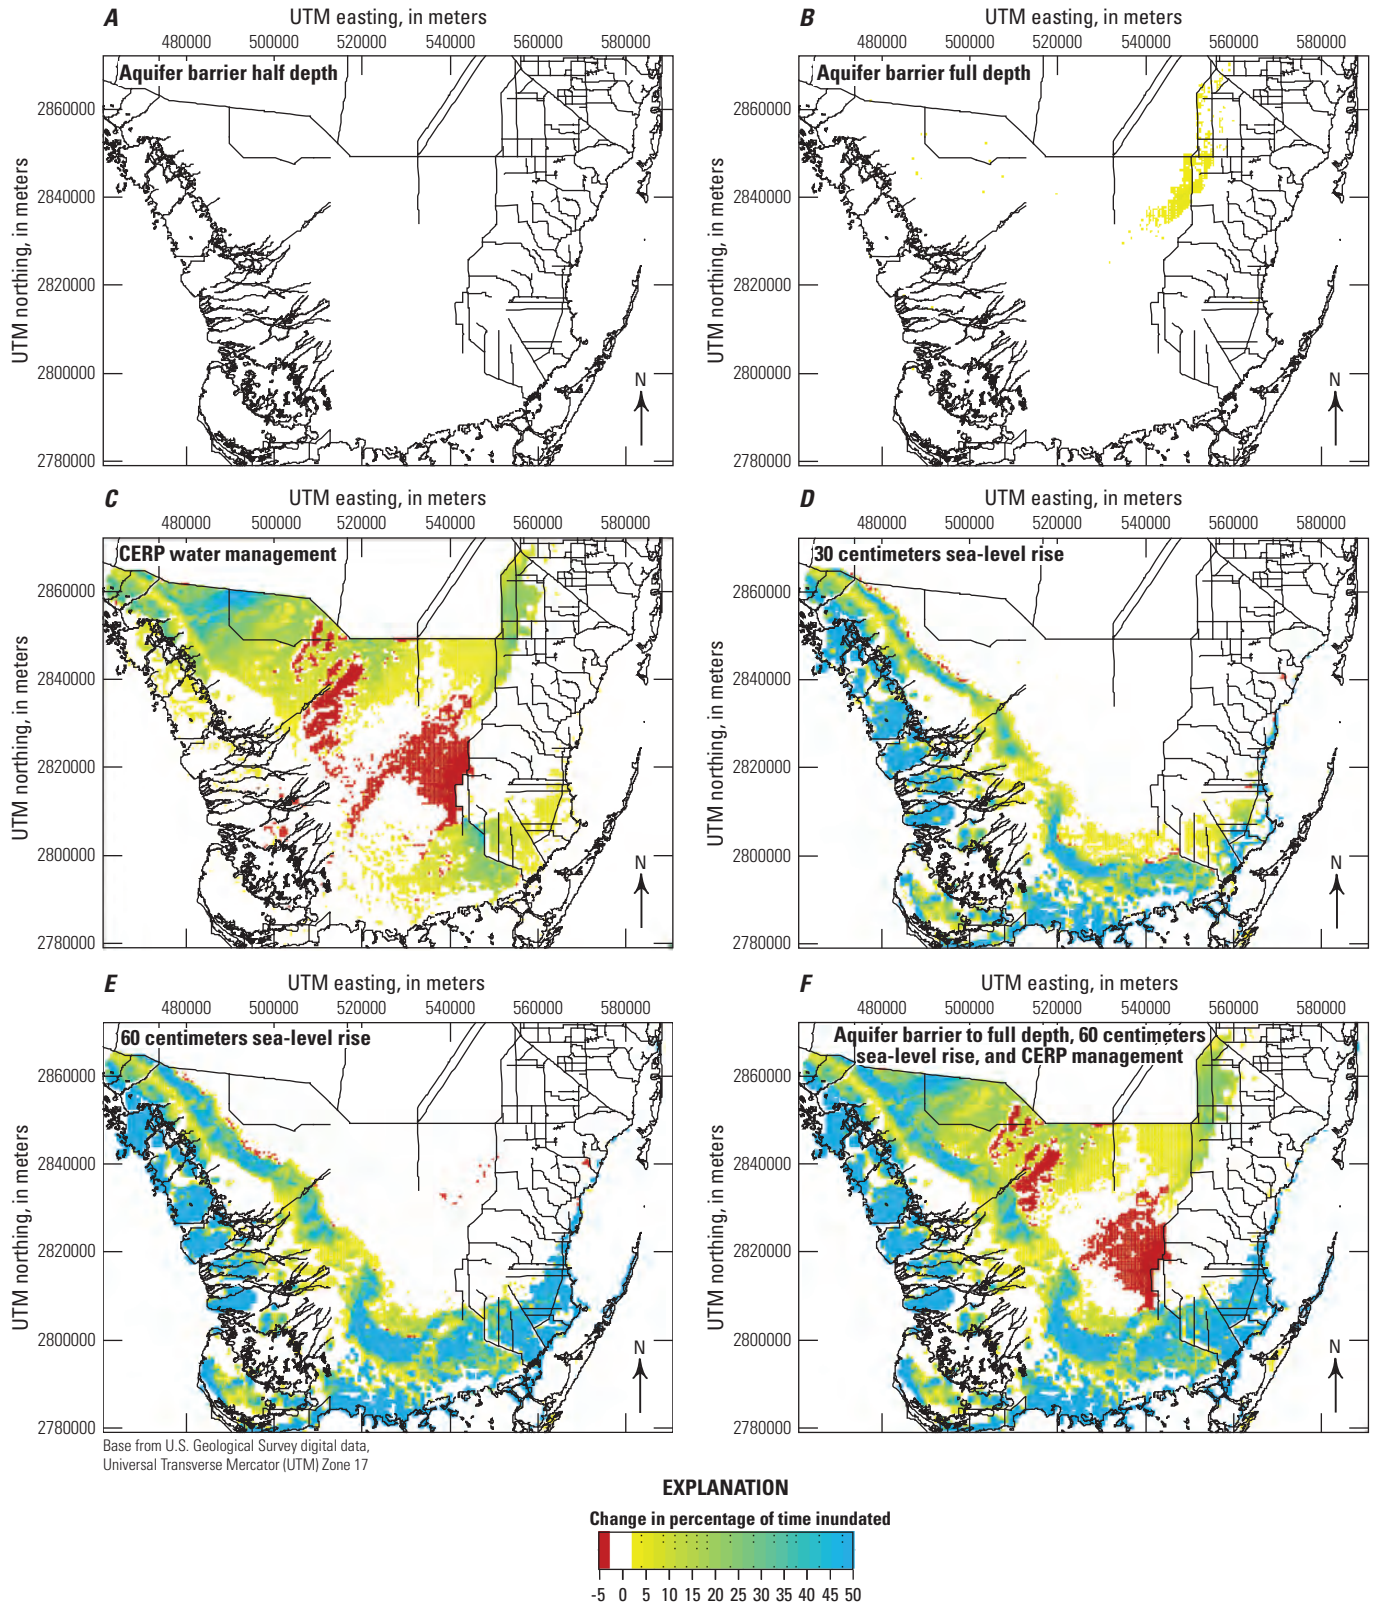 A
UTM easting, in meters
480000 500000 520000 540000 560000 580000
Aquifer barrier half depth
UTM northing, in meters
2860000
2840000
2820000
2800000
2780000
N
B
UTM easting, in meters
480000 500000 520000 540000 560000 580000
Aquifer barrier full depth
UTM northing, in meters
2860000
2840000
2820000
2800000
2780000
N
C
UTM easting, in meters
480000 500000 520000 540000 560000 580000
CERP water management
UTM northing, in meters
2860000
2840000
2820000
2800000
2780000
N
D
UTM easting, in meters
480000 500000 520000 540000 560000 580000
30 centimeters sea-level rise
UTM northing, in meters
2860000
2840000
2820000
2800000
2780000
N
E
UTM easting, in meters
480000 500000 520000 540000 560000 580000
60 centimeters sea-level rise
UTM northing, in meters
2860000
2840000
2820000
2800000
2780000
N
F
UTM easting, in meters
480000 500000 520000 540000 560000 580000
Aquifer barrier to full depth, 60 centimeters
sea-level rise, and CERP management
UTM northing, in meters
2860000
2840000
2820000
2800000
2780000
N
Base from U.S. Geological Survey digital data,
Universal Transverse Mercator (UTM) Zone 17
EXPLANATION
Change in percentage of time inundated
-5 0 5 10 15 20 25 30 35 40 45 50